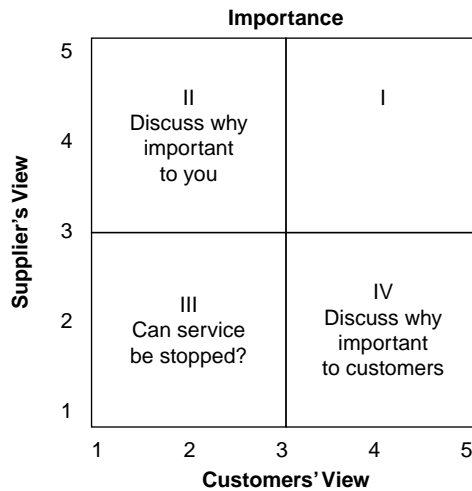 Importance
Supplier's View
5
4
3
2
1
II
Discuss why
important
to you
I
III
Can service
be stopped?
IV
Discuss why
important
to customers
1 2 3 4 5
Customers' View